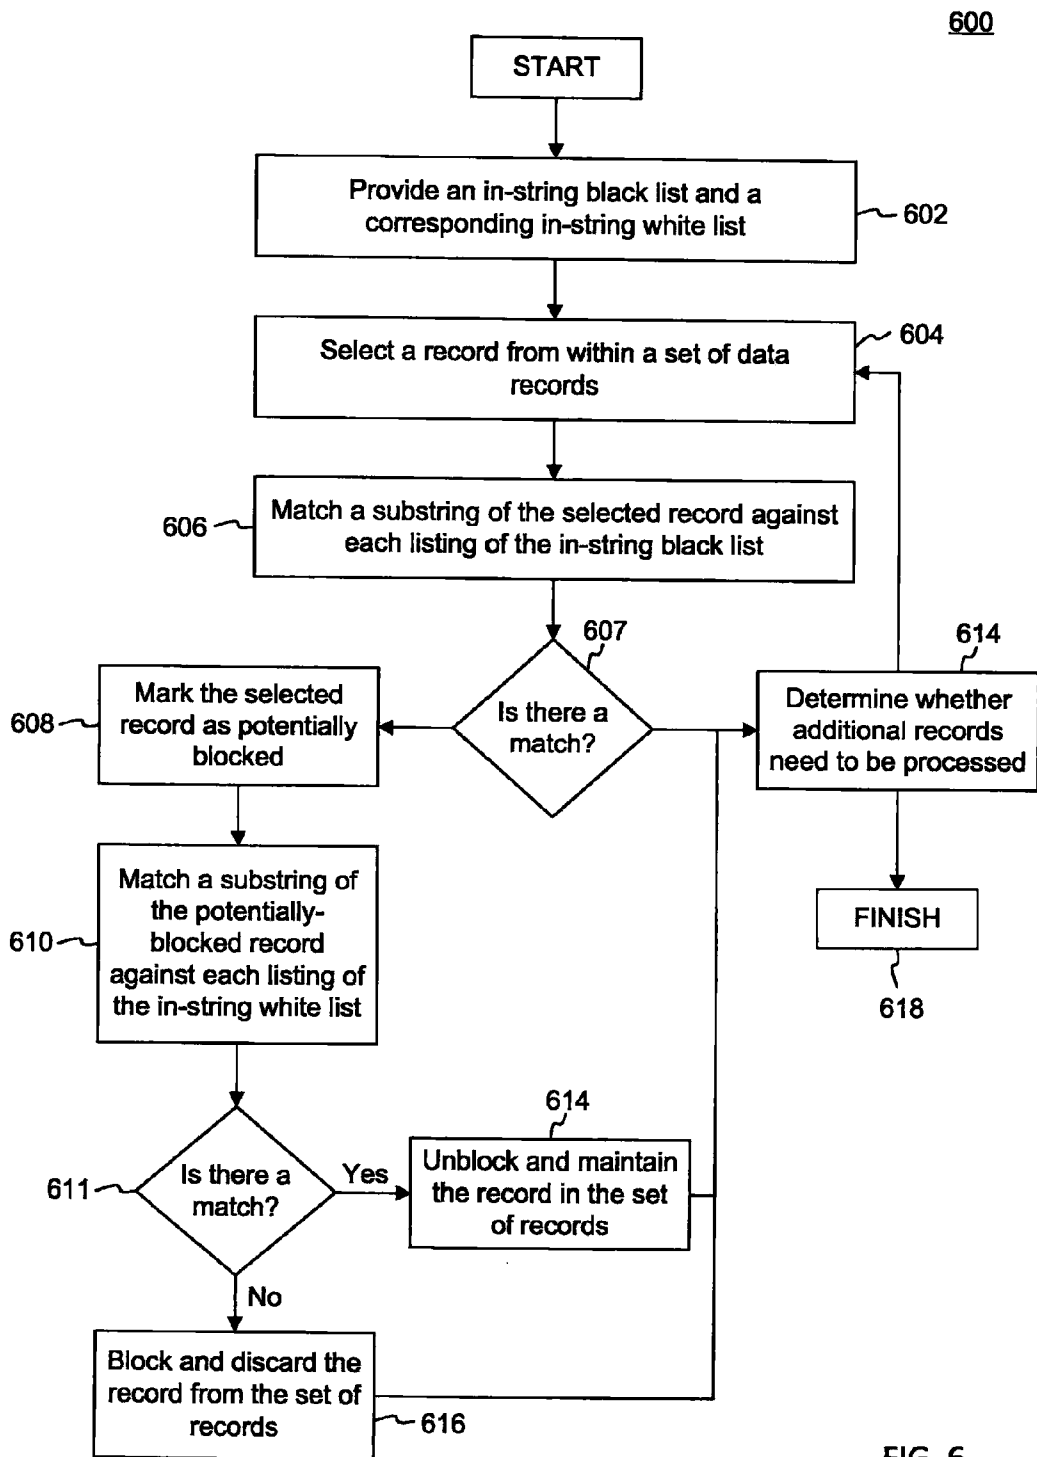 600
START
Provide an in-string black list and a
corresponding in-string white list
602
Select a record from within a set of data
records
604
Match a substring of the selected record against
each listing of the in-string black list
606
607
Is there a
match?
Mark the selected
record as potentially
blocked
608
614
Determine whether
additional records
need to be processed
Match a substring of
the potentially-
blocked record
against each listing of
the in-string white list
610
FINISH
618
Is there a
match?
611
Yes
614
Unblock and maintain
the record in the set
of records
No
Block and discard the
record from the set of
records
616
FIG. 6